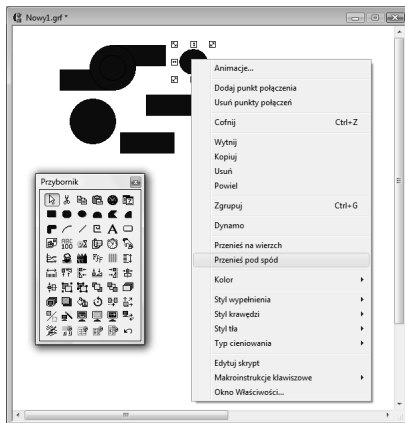 Nowy1.grf *
Animacje...
Dodaj punkt połączenia
Usuń punkty połączeń
Cofnij Ctrl+Z
Wytnij
Kopiuj
Usuń
Powiel
Zgrupuj Ctrl+G
Dynamo
Przenieś na wierzch
Przenieś pod spód
Kolor
Styl wypełnienia
Styl krawędzi
Styl tła
Typ cieniowania
Edytuj skrypt
Makroinstrukcje klawiszowe
Okno Właściwości...
Przybornik